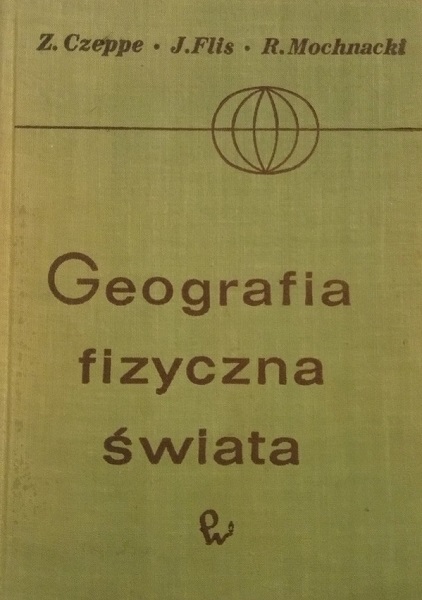 Z. Czeppe • J. Flis • R. Mochnacki
Geografia
fizyczna
świata